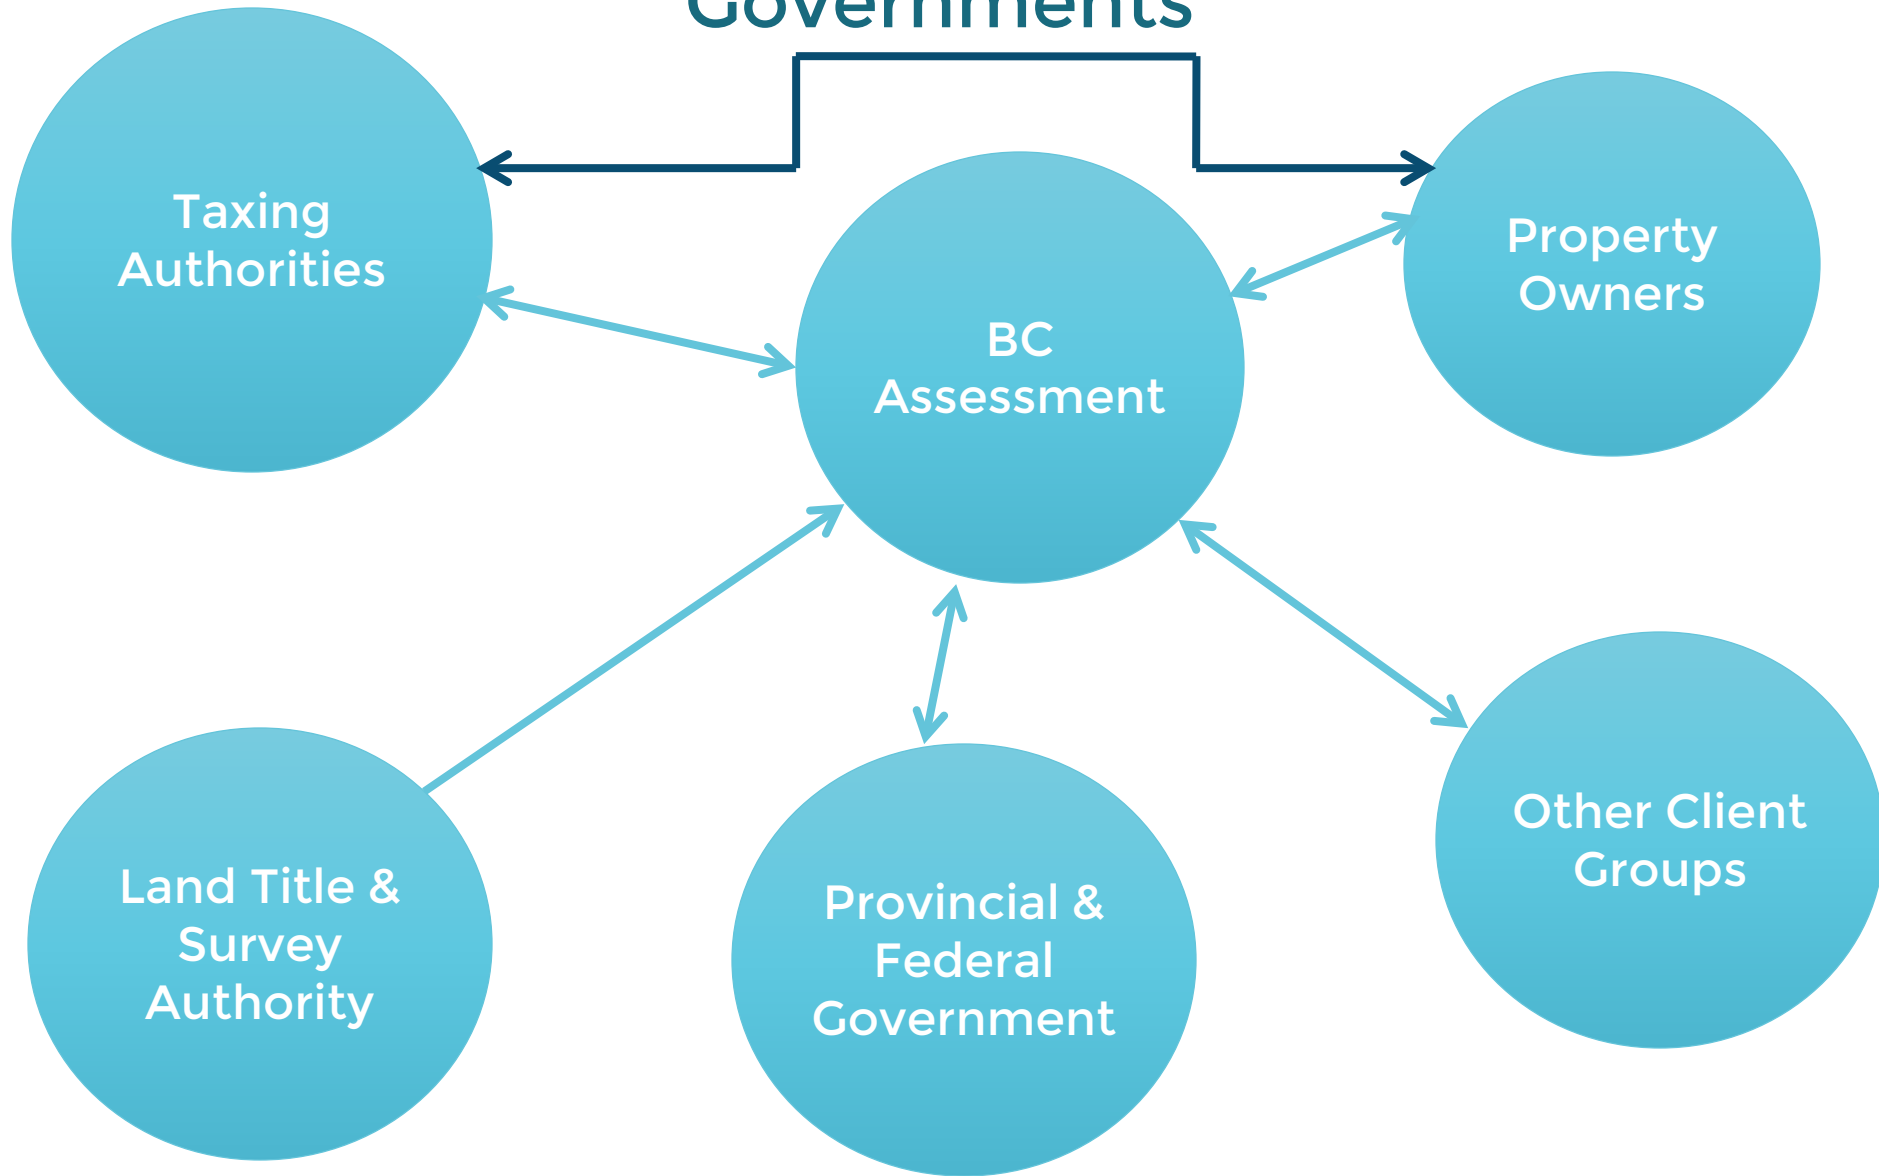 Governments
Taxing
Authorities
BC
Assessment
Property
Owners
Land Title &
Survey
Authority
Provincial &
Federal
Government
Other Client
Groups